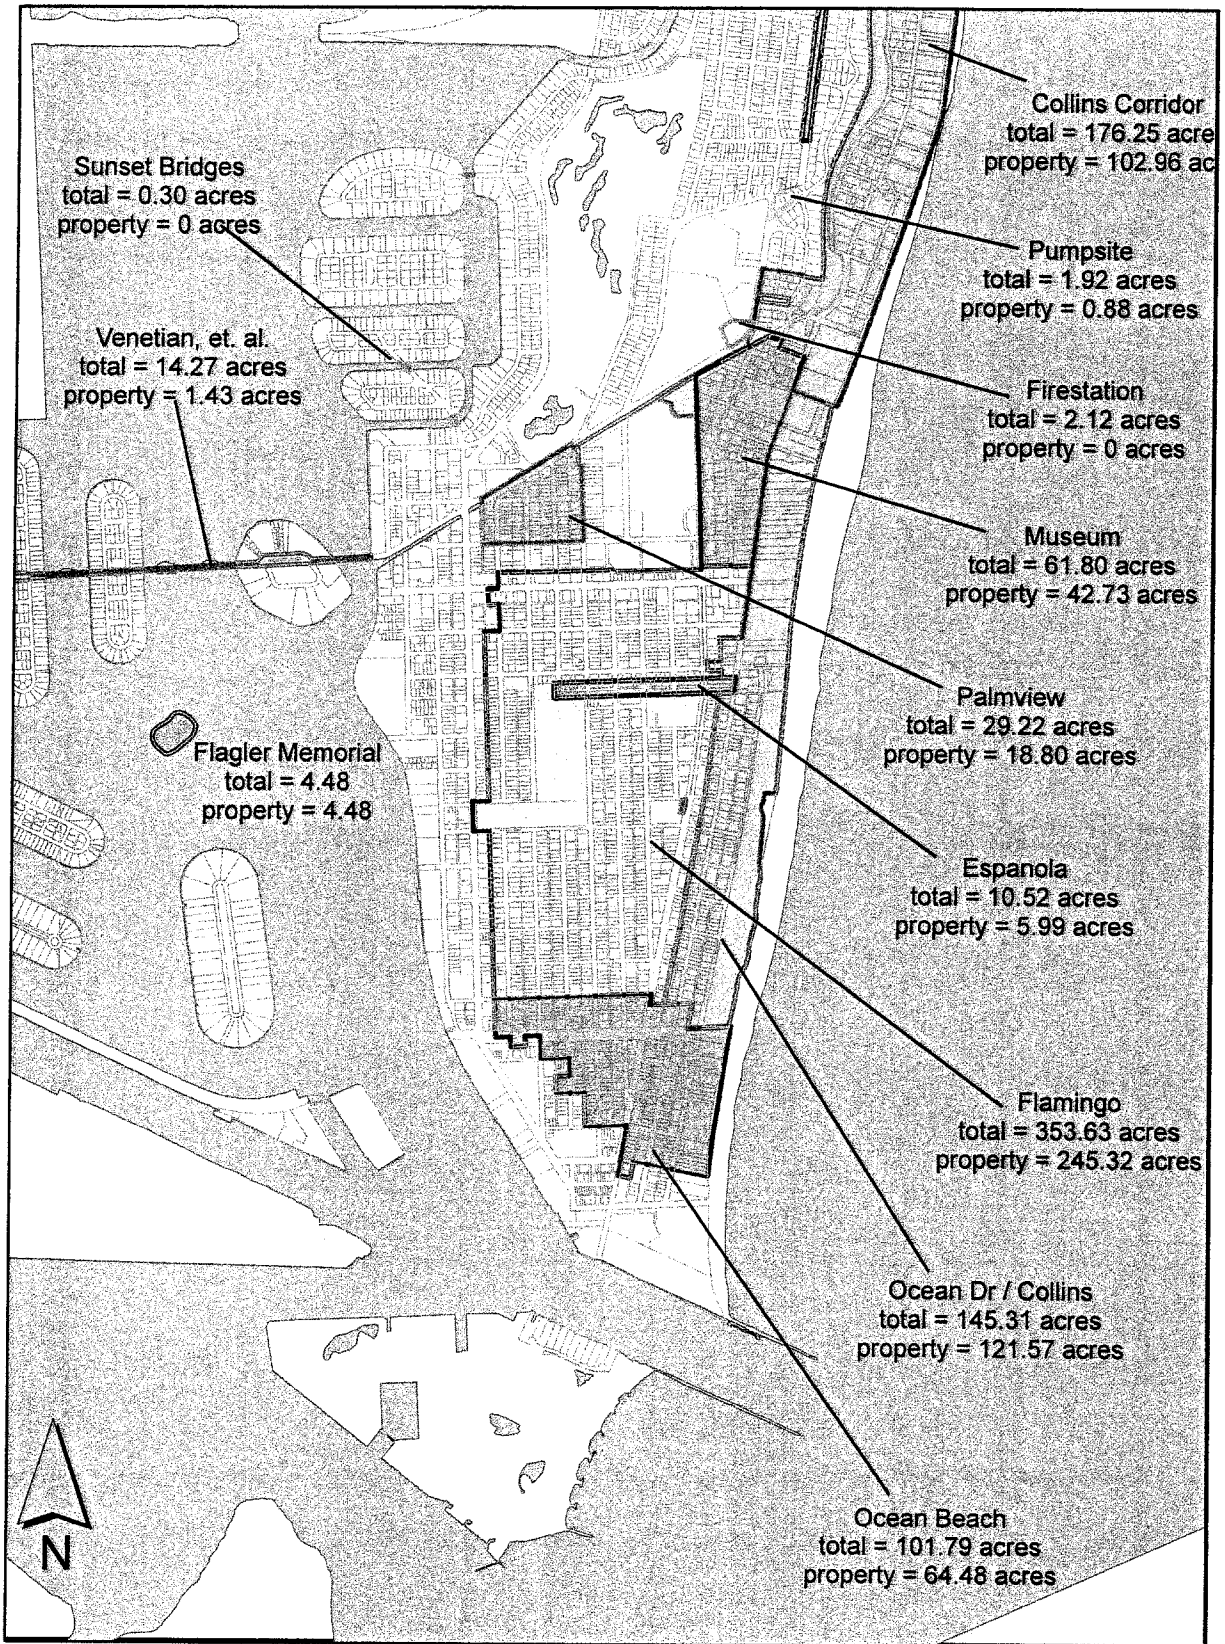 Collins Corridor
total = 176.25 acre
property = 102.96 ac
Sunset Bridges
total = 0.30 acres
property = 0 acres
Pumpsite
total = 1.92 acres
property = 0.88 acres
Venetian, et. al.
total = 14.27 acres
property = 1.43 acres
Firestation
total = 2.12 acres
property = 0 acres
Museum
total = 61.80 acres
property = 42.73 acres
Palmview
total = 29.22 acres
property = 18.80 acres
Flagler Memorial
total = 4.48
property = 4.48
Espanola
total = 10.52 acres
property = 5.99 acres
Flamingo
total = 353.63 acres
property = 245.32 acres
Ocean Dr / Collins
total = 145.31 acres
property = 121.57 acres
Ocean Beach
total = 101.79 acres
property = 64.48 acres
N